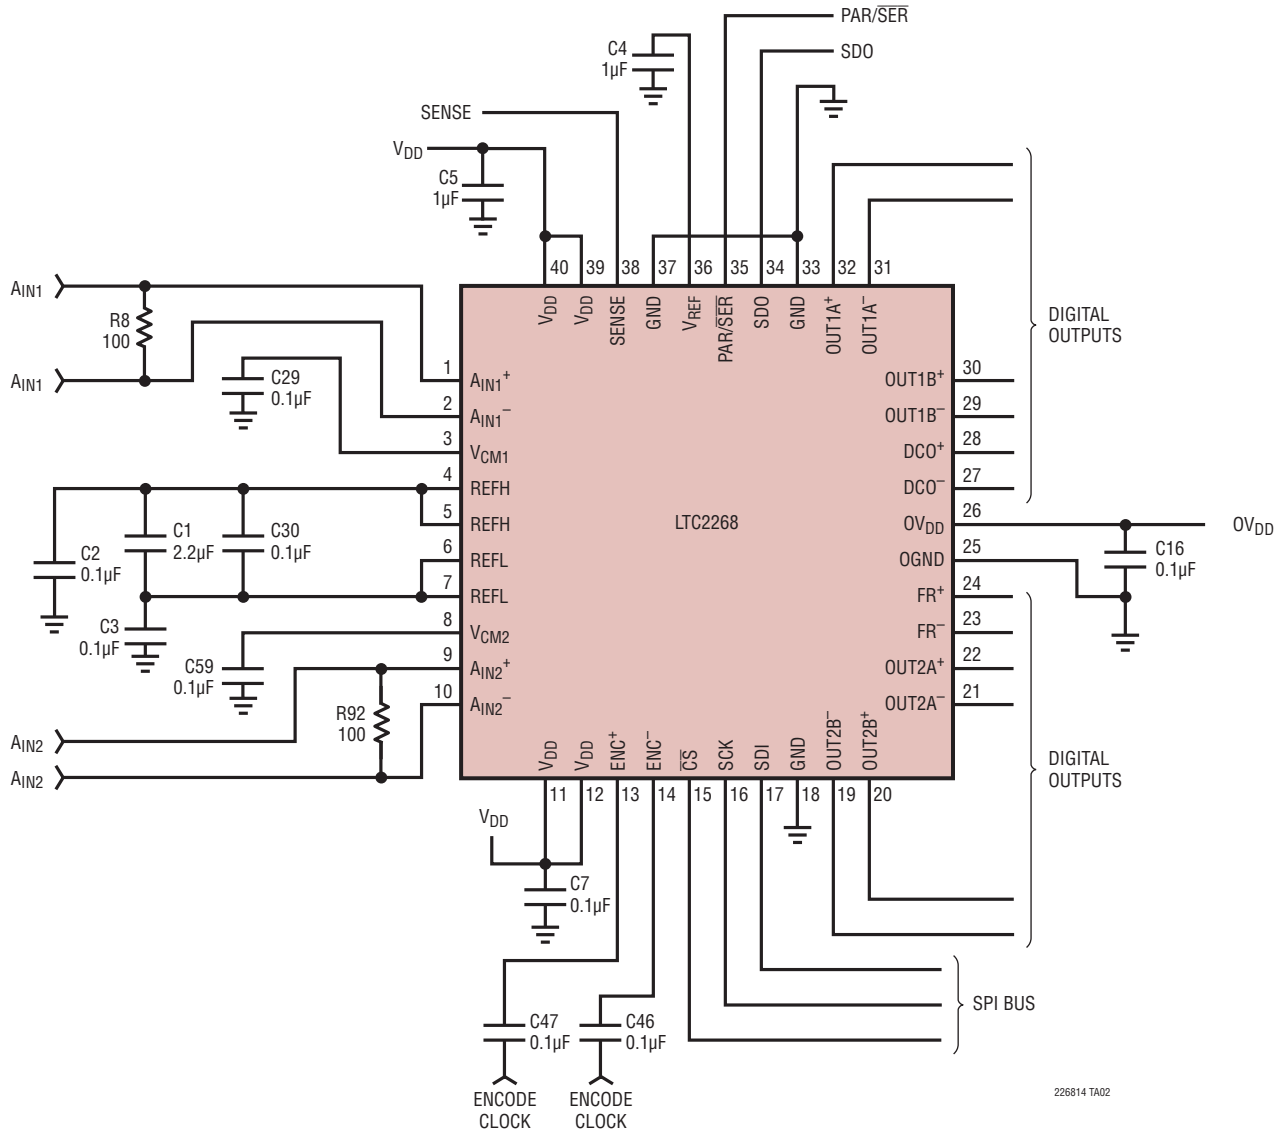 PAR/SER
SDO
C4
1µF
SENSE
VDD
C5
1µF
40 39 38 37 36 35 34 33 32 31
VDD VDD SENSE GND VREF PAR/SER SDO GND OUT1A+ OUT1A–
DIGITAL
OUTPUTS
AIN1
R8
100
AIN1
C29
0.1µF
1 AIN1+
2 AIN1–
3 VCM1
4 REFH
5 REFH
6 REFL
7 REFL
8 VCM2
9 AIN2+
10 AIN2–
LTC2268
OUT1B+ 30
OUT1B– 29
DCO+ 28
DCO– 27
OVDD 26
OGND 25
FR+ 24
FR– 23
OUT2A+ 22
OUT2A– 21
OVDD
C16
0.1µF
C1
2.2µF
C30
0.1µF
C2
0.1µF
C3
0.1µF
C59
0.1µF
R92
100
AIN2
AIN2
VDD VDD ENC+ ENC– CS SCK SDI GND OUT2B– OUT2B+
11 12 13 14 15 16 17 18 19 20
DIGITAL
OUTPUTS
VDD
C7
0.1µF
SPI BUS
C47
0.1µF
C46
0.1µF
ENCODE
CLOCK
ENCODE
CLOCK
226814 TA02